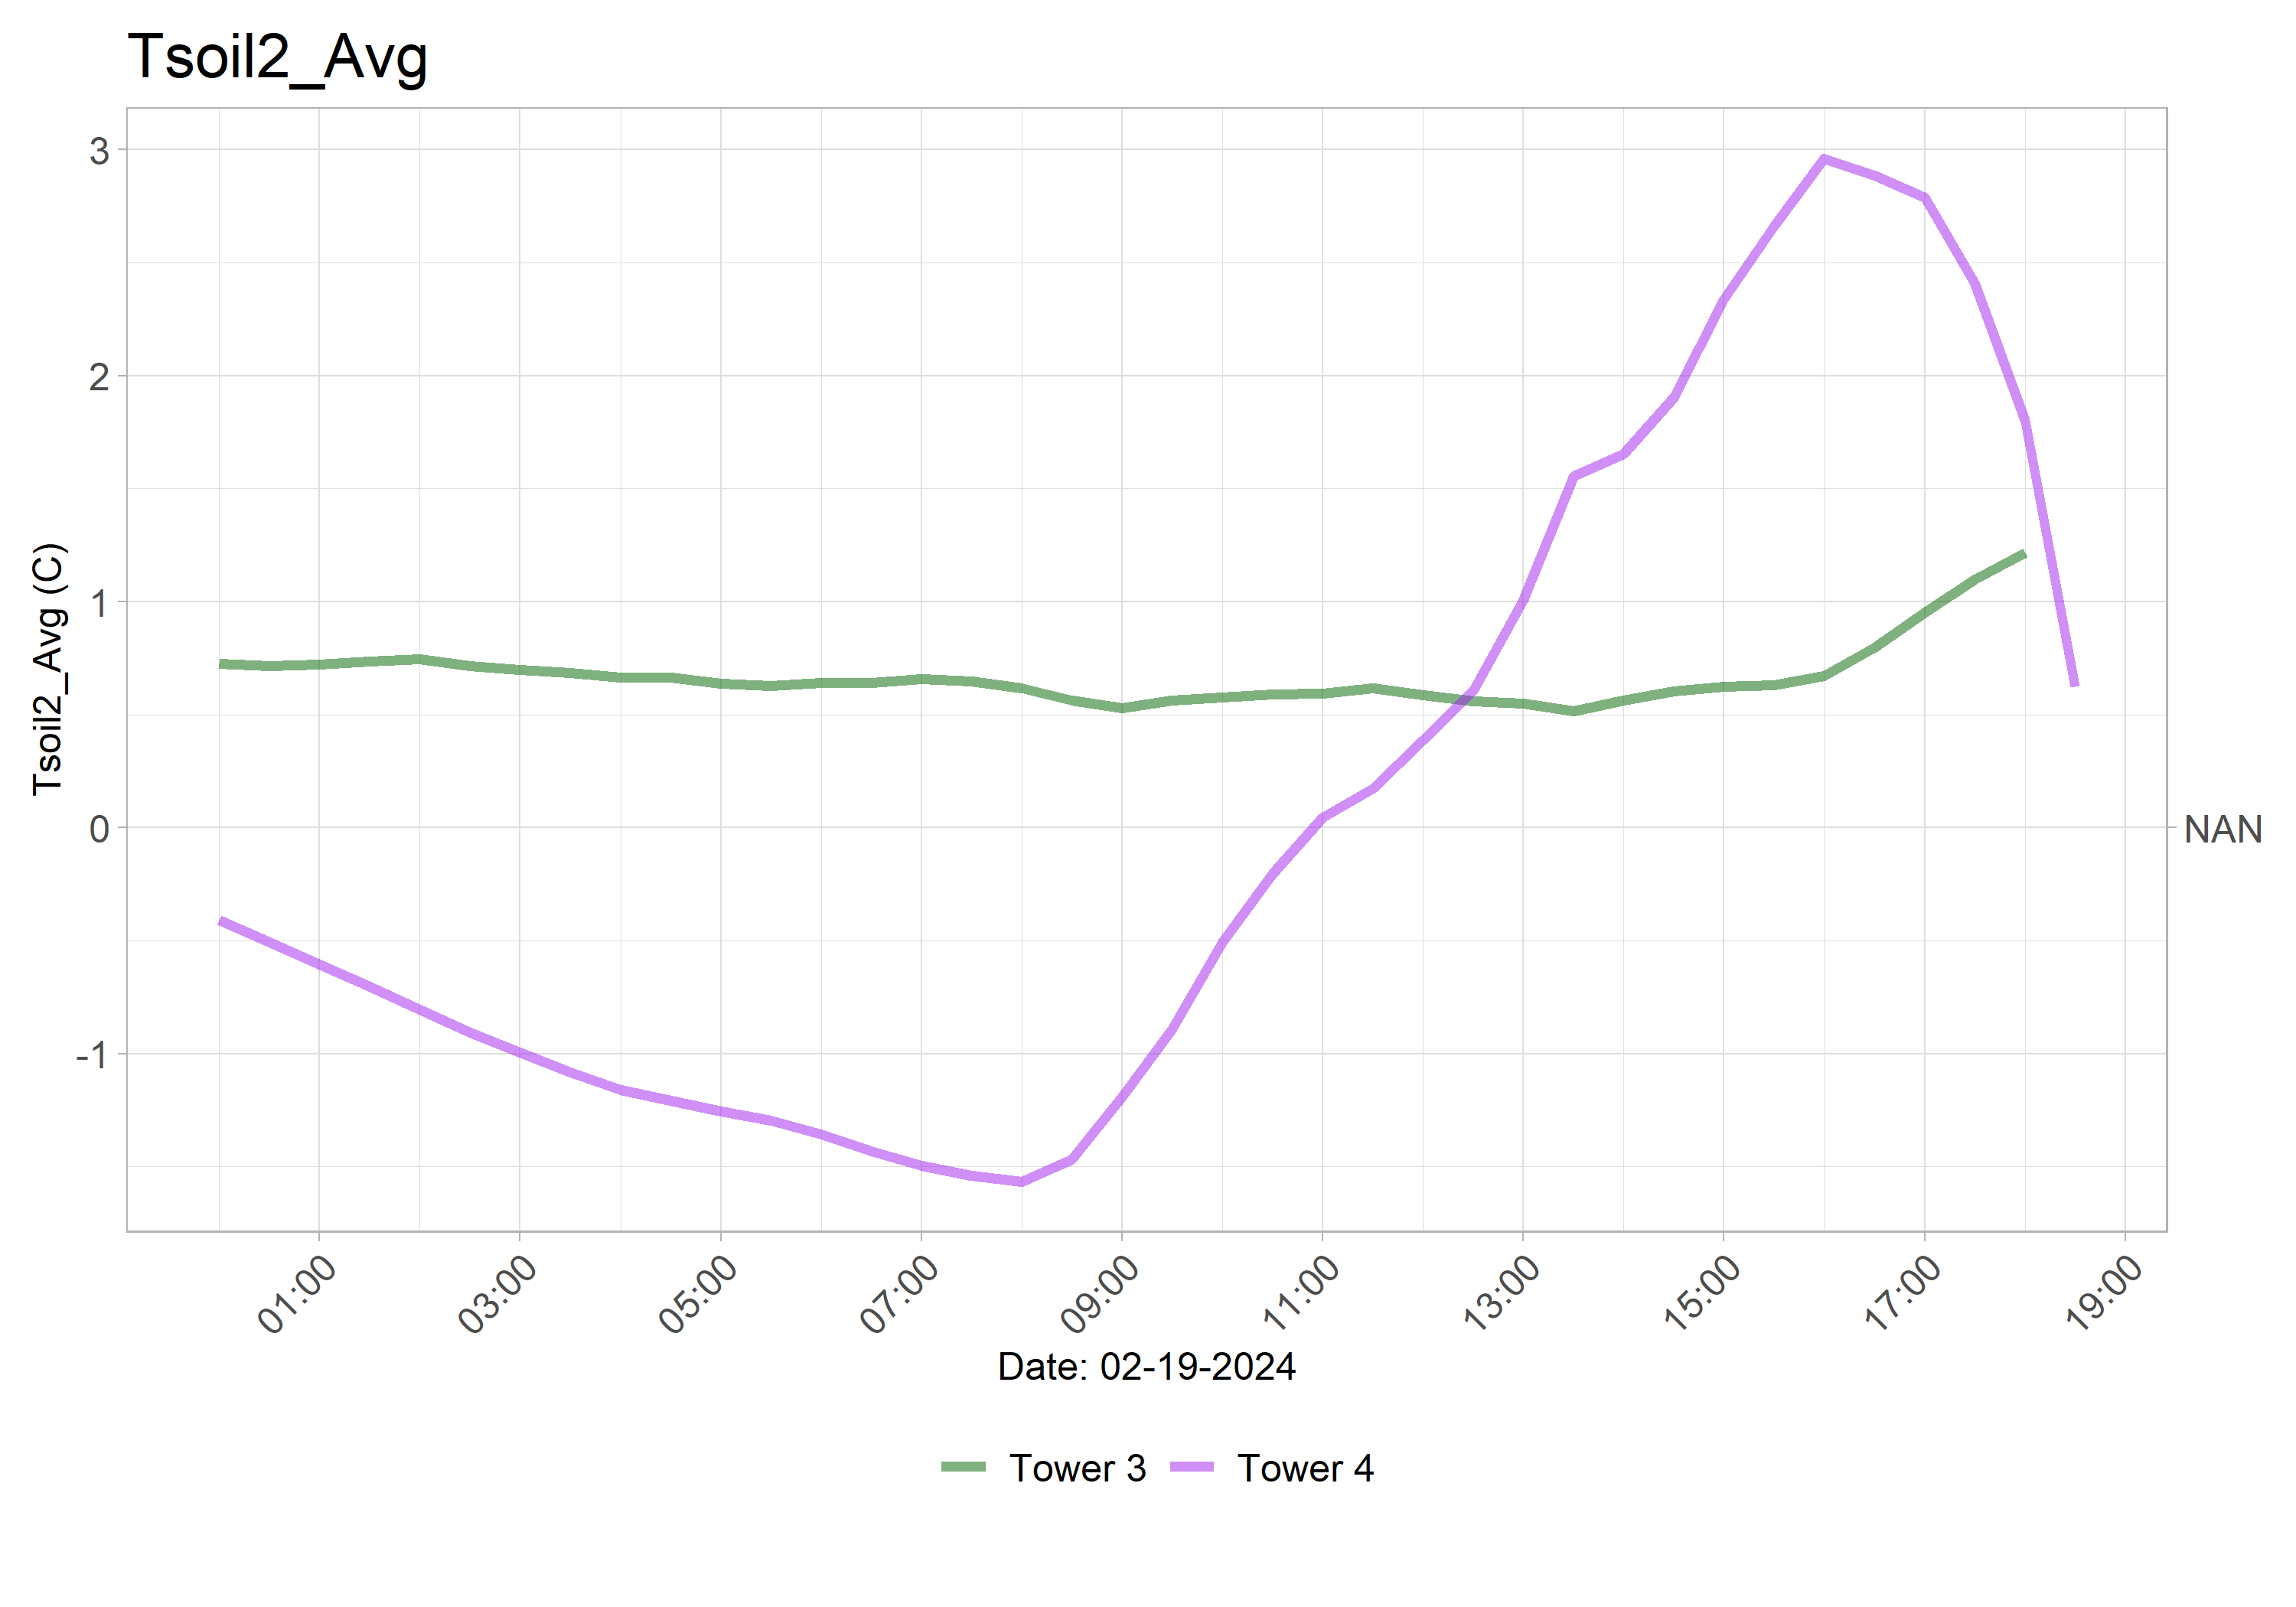 Tsoil2_Avg
Tsoil2_Avg (C)
3
2
1
0
-1
NAN
01:00 03:00 05:00 07:00 09:00 11:00 13:00 15:00 17:00 19:00
Date: 02-19-2024
Tower 3 Tower 4